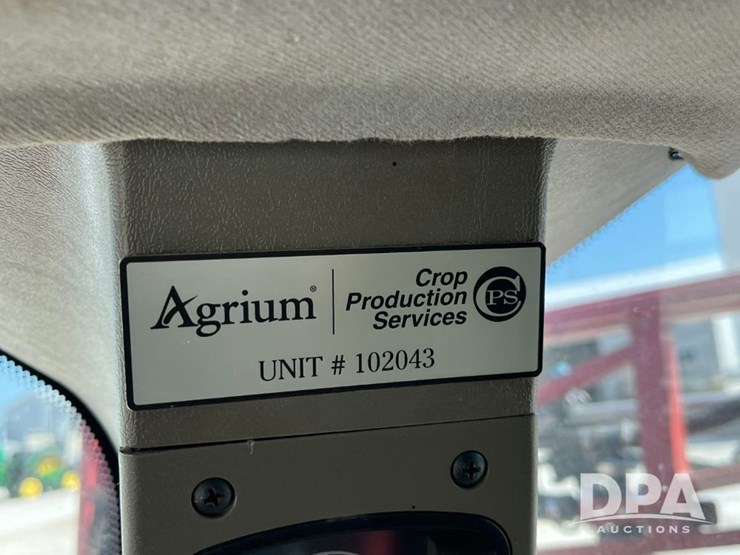 Agrium®
Crop
Production
Services
CPS
UNIT # 102043
DPA
AUCTIONS